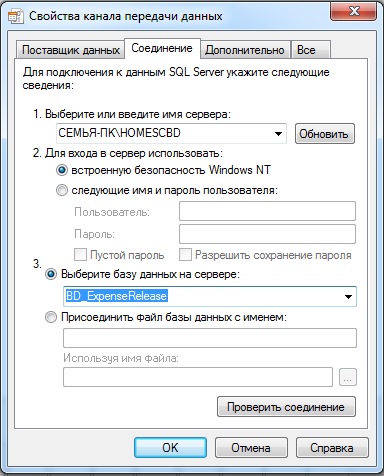 Свойства канала передачи данных
Поставщик данных Соединение Дополнительно Все
Для подключения к данным SQL Server укажите следующие
сведения:
1. Выберите или введите имя сервера:
СЕМЬЯ-ПК\HOMESCBD Обновить
2. Для входа в сервер использовать:
встроенную безопасность Windows NT
следующие имя и пароль пользователя:
Пользователь:
Пароль:
Пустой пароль Разрешить сохранение пароля
3. Выберите базу данных на сервере:
BD_ExpenseRelease
Присоединить файл базы данных с именем:
Используя имя файла:
...
Проверить соединение
ОК Отмена Справка